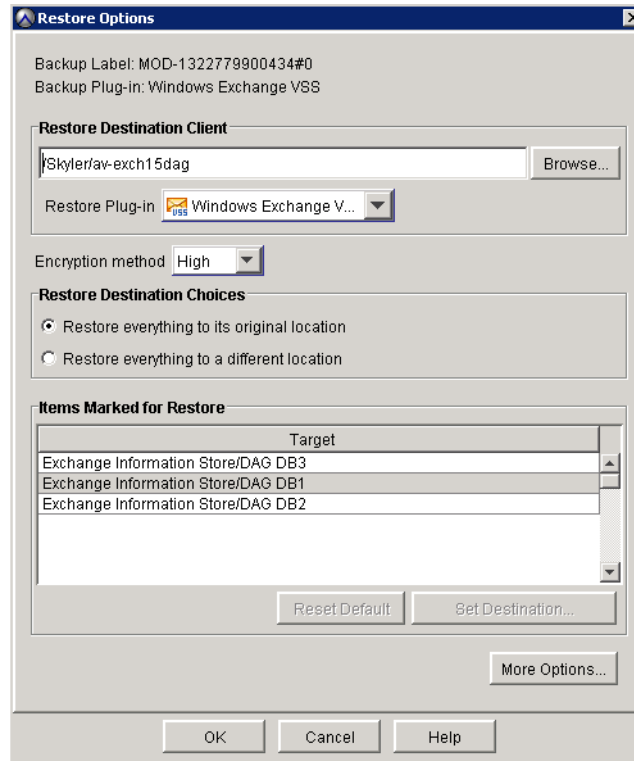 Restore Options
Backup Label: MOD-1322779900434#0
Backup Plug-in: Windows Exchange VSS
Restore Destination Client
/Skyler/av-exch15dag
Browse...
Restore Plug-in VSS Windows Exchange V...
Encryption method High
Restore Destination Choices
Restore everything to its original location
Restore everything to a different location
Items Marked for Restore
Target
Exchange Information Store/DAG DB3
Exchange Information Store/DAG DB1
Exchange Information Store/DAG DB2
Reset Default Set Destination...
More Options...
OK Cancel Help